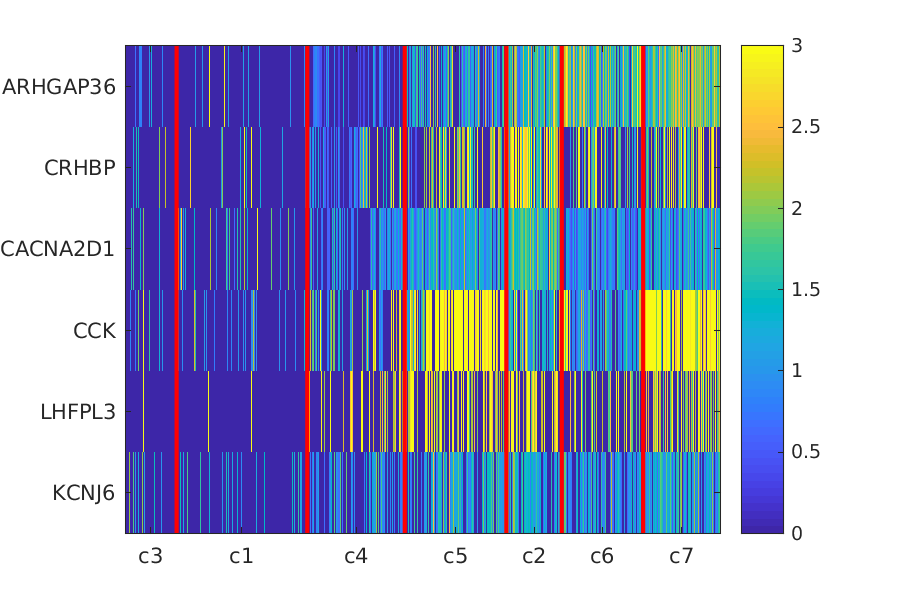 ARHGAP36
CRHBP
CACNA2D1
CCK
LHFPL3
KCNJ6
c3 c1 c4 c5 c2 c6 c7
3
2.5
2
1.5
1
0.5
0